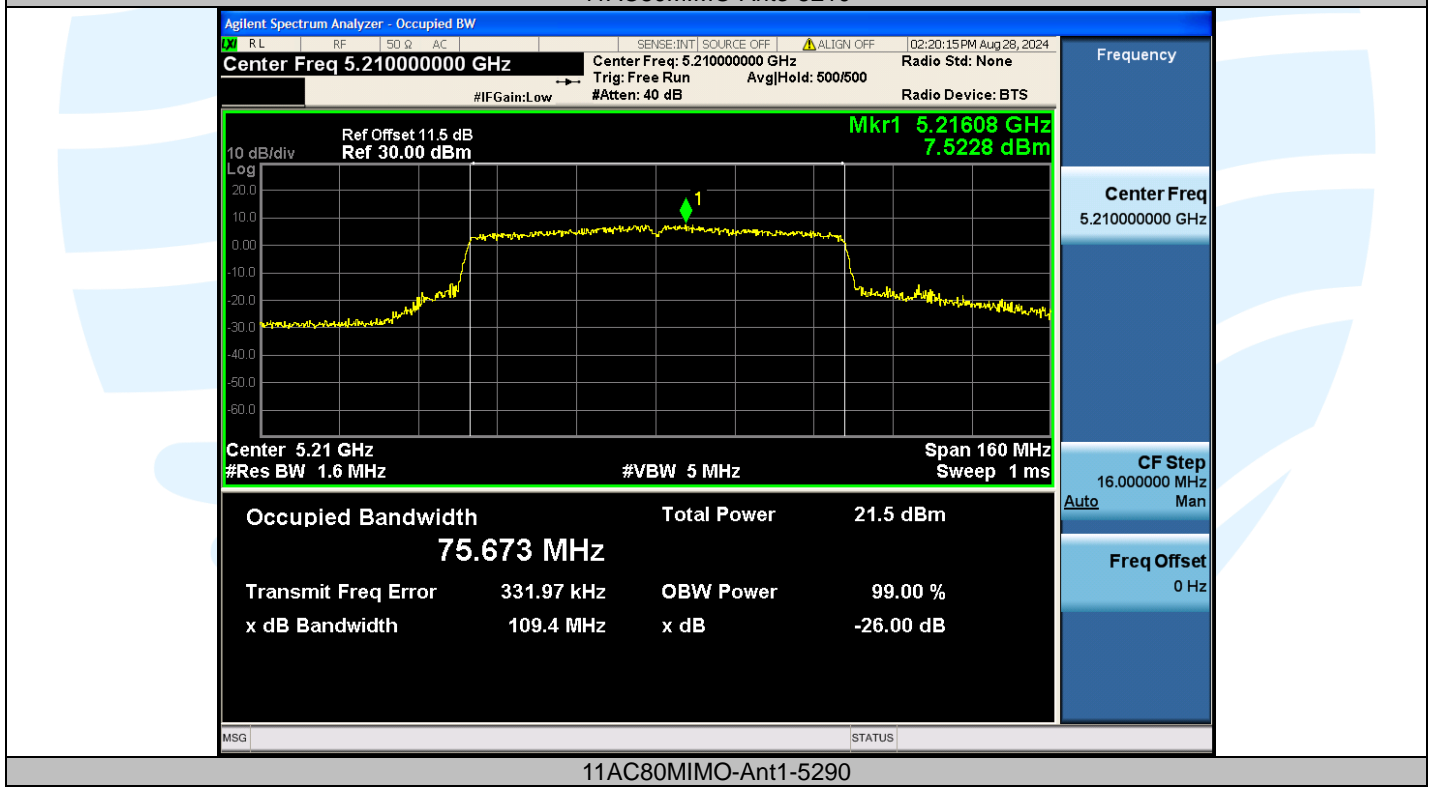 Agilent Spectrum Analyzer - Occupied BW
LXI RL RF 50 Ω AC SENSE:INT SOURCE OFF ALIGN OFF 02:20:15 PM Aug 28, 2024
Center Freq 5.210000000 GHz
Center Freq: 5.210000000 GHz
Radio Std: None
Trig: Free Run Avg|Hold: 500/500
#IFGain:Low
#Atten: 40 dB
Radio Device: BTS
Frequency
Mkr1 5.21608 GHz
7.5228 dBm
Ref Offset 11.5 dB
10 dB/div Ref 30.00 dBm
Log
20.0
10.0
0.00
-10.0
-20.0
-30.0
-40.0
-50.0
-60.0
1
Center 5.21 GHz Span 160 MHz
#Res BW 1.6 MHz #VBW 5 MHz Sweep 1 ms
Center Freq
5.210000000 GHz
CF Step
16.000000 MHz
Auto Man
Freq Offset
0 Hz
Occupied Bandwidth Total Power 21.5 dBm
75.673 MHz
Transmit Freq Error 331.97 kHz OBW Power 99.00 %
x dB Bandwidth 109.4 MHz x dB -26.00 dB
MSG STATUS
11AC80MIMO-Ant1-5290